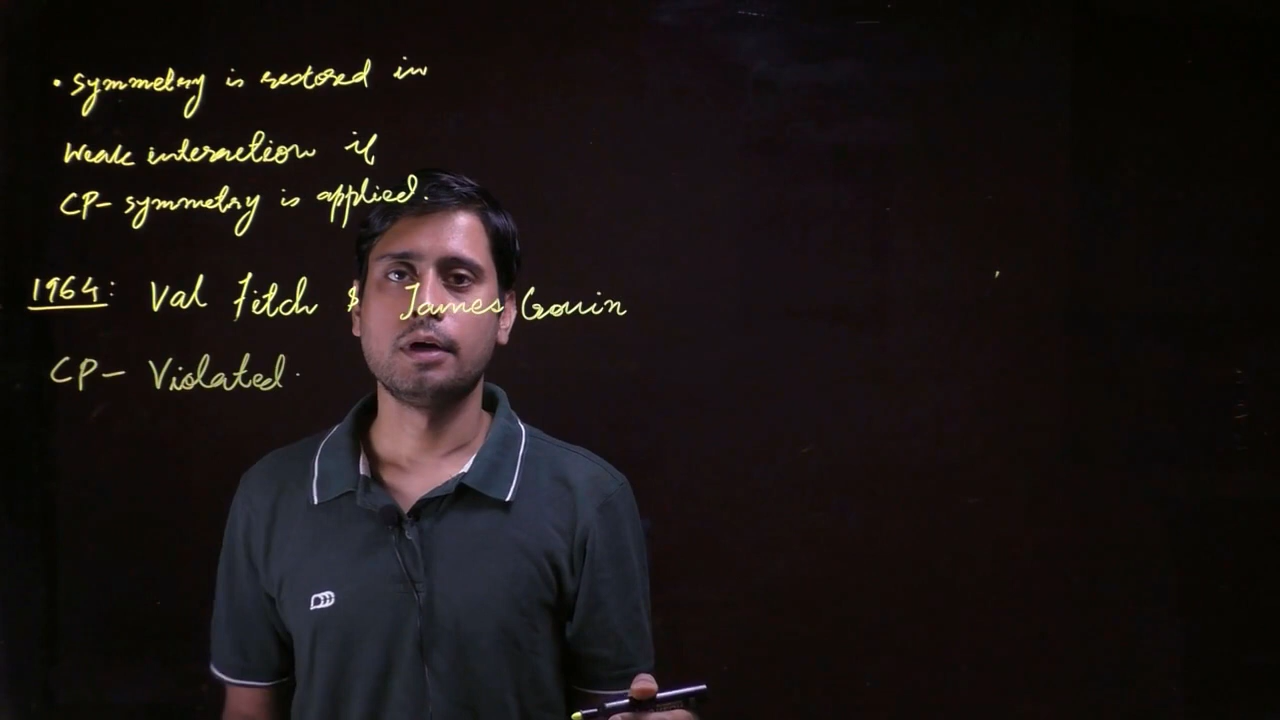 · Symmetry is restored in
Weak interaction if
CP- symmetry is applied.
1964: Val Fitch & James Cronin
CP- Violated.